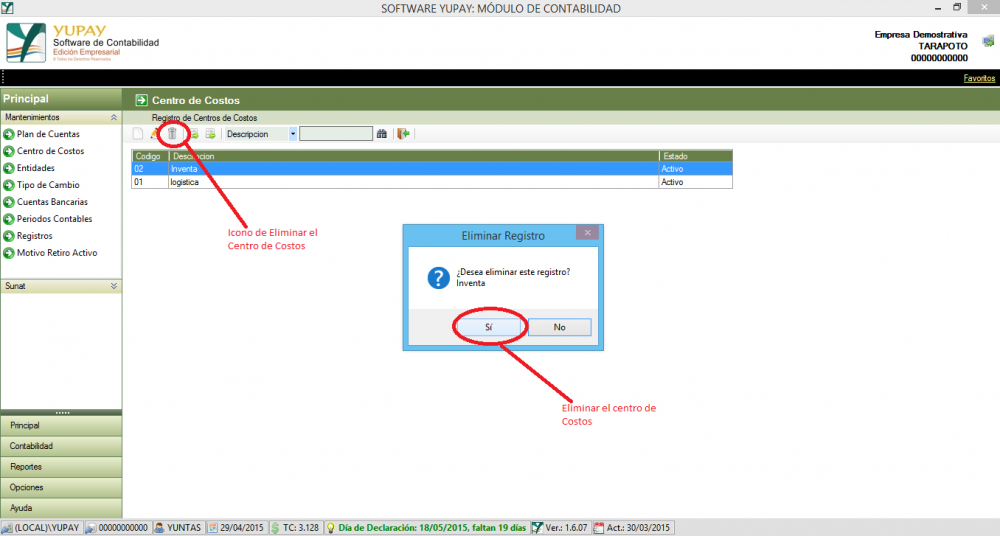 SOFTWARE YUPAY: MÓDULO DE CONTABILIDAD
YUPAY
Software de Contabilidad
Edición Empresarial
© Todos los Derechos Reservados
Empresa Demostrativa
TARAPOTO
00000000000
Favoritos
Principal
Centro de Costos
Mantenimientos
Registro de Centros de Costos
Plan de Cuentas
Centro de Costos
Entidades
Tipo de Cambio
Cuentas Bancarias
Periodos Contables
Registros
Motivo Retiro Activo
Sunat
Descripcion
Codigo Descripcion Estado
02 Inventa Activo
01 logistica Activo
Icono de Eliminar el
Centro de Costos
Eliminar Registro
¿Desea eliminar este registro?
Inventa
Sí No
Eliminar el centro de
Costos
Principal
Contabilidad
Reportes
Opciones
Ayuda
(LOCAL)\YUPAY 00000000000 YUNTAS 29/04/2015 TC: 3.128 Día de Declaración: 18/05/2015, faltan 19 días Ver.: 1.6.07 Act.: 30/03/2015